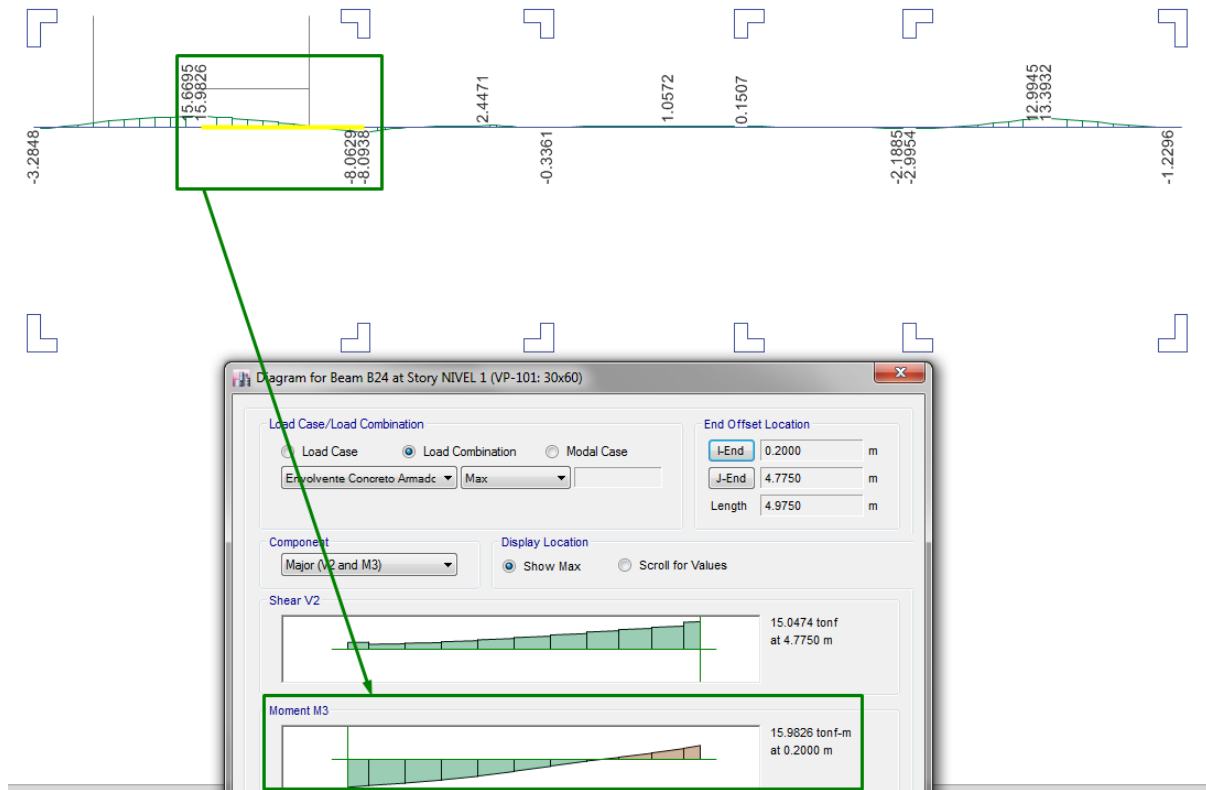 15.6695
15.9826
2.4471
1.0572
0.1507
12.9945
13.3932
-3.2848
-8.0629
-8.0938
-0.3361
-2.1885
-2.9954
-1.2296
Diagram for Beam B24 at Story NIVEL 1 (VP-101: 30x60)
Load Case/Load Combination
Load Case Load Combination Modal Case
Envolvente Concreto Armadc Max
End Offset Location
I-End 0.2000 m
J-End 4.7750 m
Length 4.9750 m
Component
Major (V2 and M3)
Display Location
Show Max Scroll for Values
Shear V2
15.0474 tonf
at 4.7750 m
Moment M3
15.9826 tonf-m
at 0.2000 m